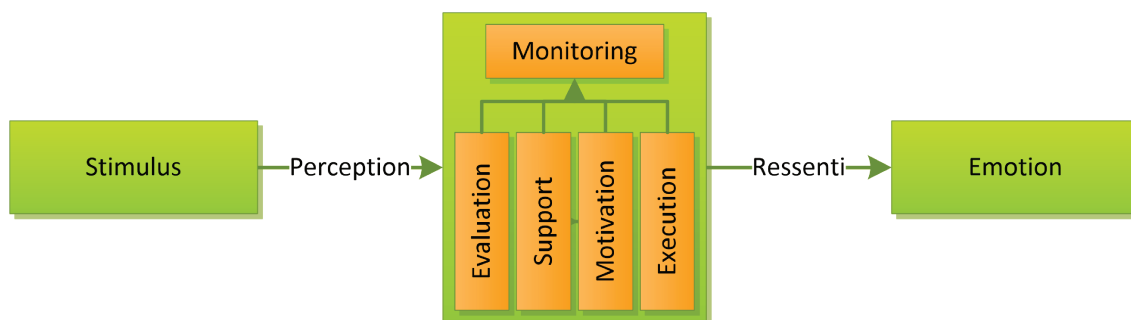 Monitoring
Stimulus
Perception
Evaluation
Support
Motivation
Execution
Ressenti
Emotion